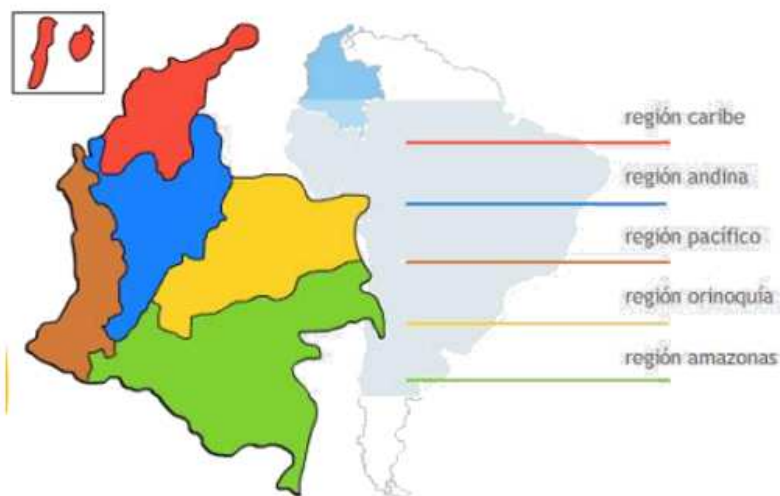 región caribe
región andina
región pacífico
región orinoquía
región amazonas